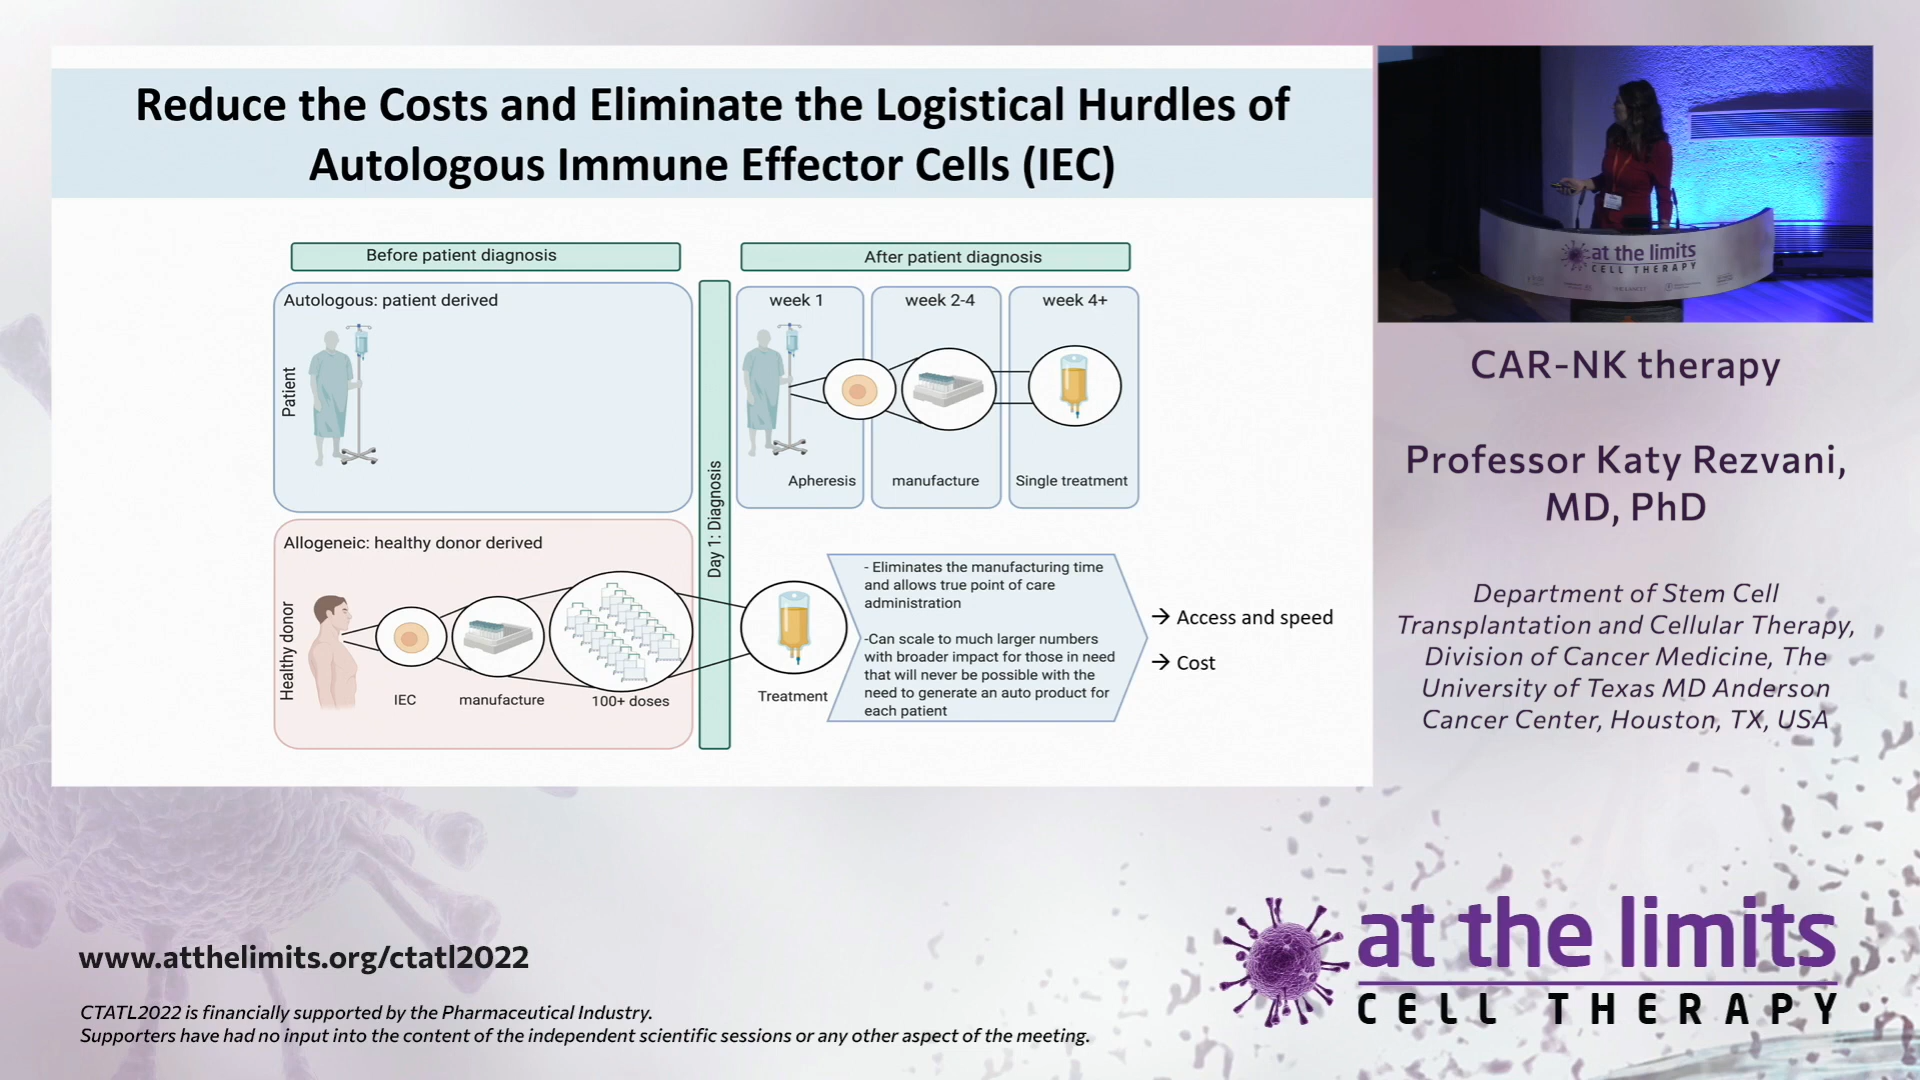 Reduce the Costs and Eliminate the Logistical Hurdles of
Autologous Immune Effector Cells (IEC)
Before patient diagnosis
After patient diagnosis
Autologous: patient derived
Patient
Day 1: Diagnosis
week 1
week 2-4
week 4+
Apheresis
manufacture
Single treatment
Allogeneic: healthy donor derived
Healthy donor
IEC
manufacture
100+ doses
Treatment
- Eliminates the manufacturing time
and allows true point of care
administration
-Can scale to much larger numbers
with broader impact for those in need
that will never be possible with the
need to generate an auto product for
each patient
→ Access and speed
→ Cost
at the limits
CELL THERAPY
CAR-NK therapy
Professor Katy Rezvani,
MD, PhD
Department of Stem Cell
Transplantation and Cellular Therapy,
Division of Cancer Medicine, The
University of Texas MD Anderson
Cancer Center, Houston, TX, USA
www.atthelimits.org/ctatl2022
CTATL2022 is financially supported by the Pharmaceutical Industry.
Supporters have had no input into the content of the independent scientific sessions or any other aspect of the meeting.
at the limits
CELL THERAPY